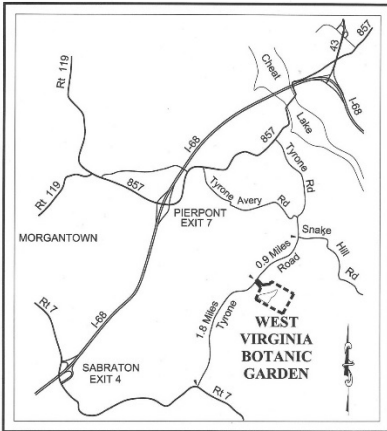 Rt 119
43
857
Cheat
I-68
I-68
Lake
857
857
Tyrone
Rd
Tyrone
Avery
Rd
Rt 119
PIERPONT
EXIT 7
Snake
Hill
Rd
MORGANTOWN
0.9 Miles
Road
Rt 7
I-68
1.8 Miles
Tyrone
WEST
VIRGINIA
BOTANIC
GARDEN
SABRATON
EXIT 4
Rt 7